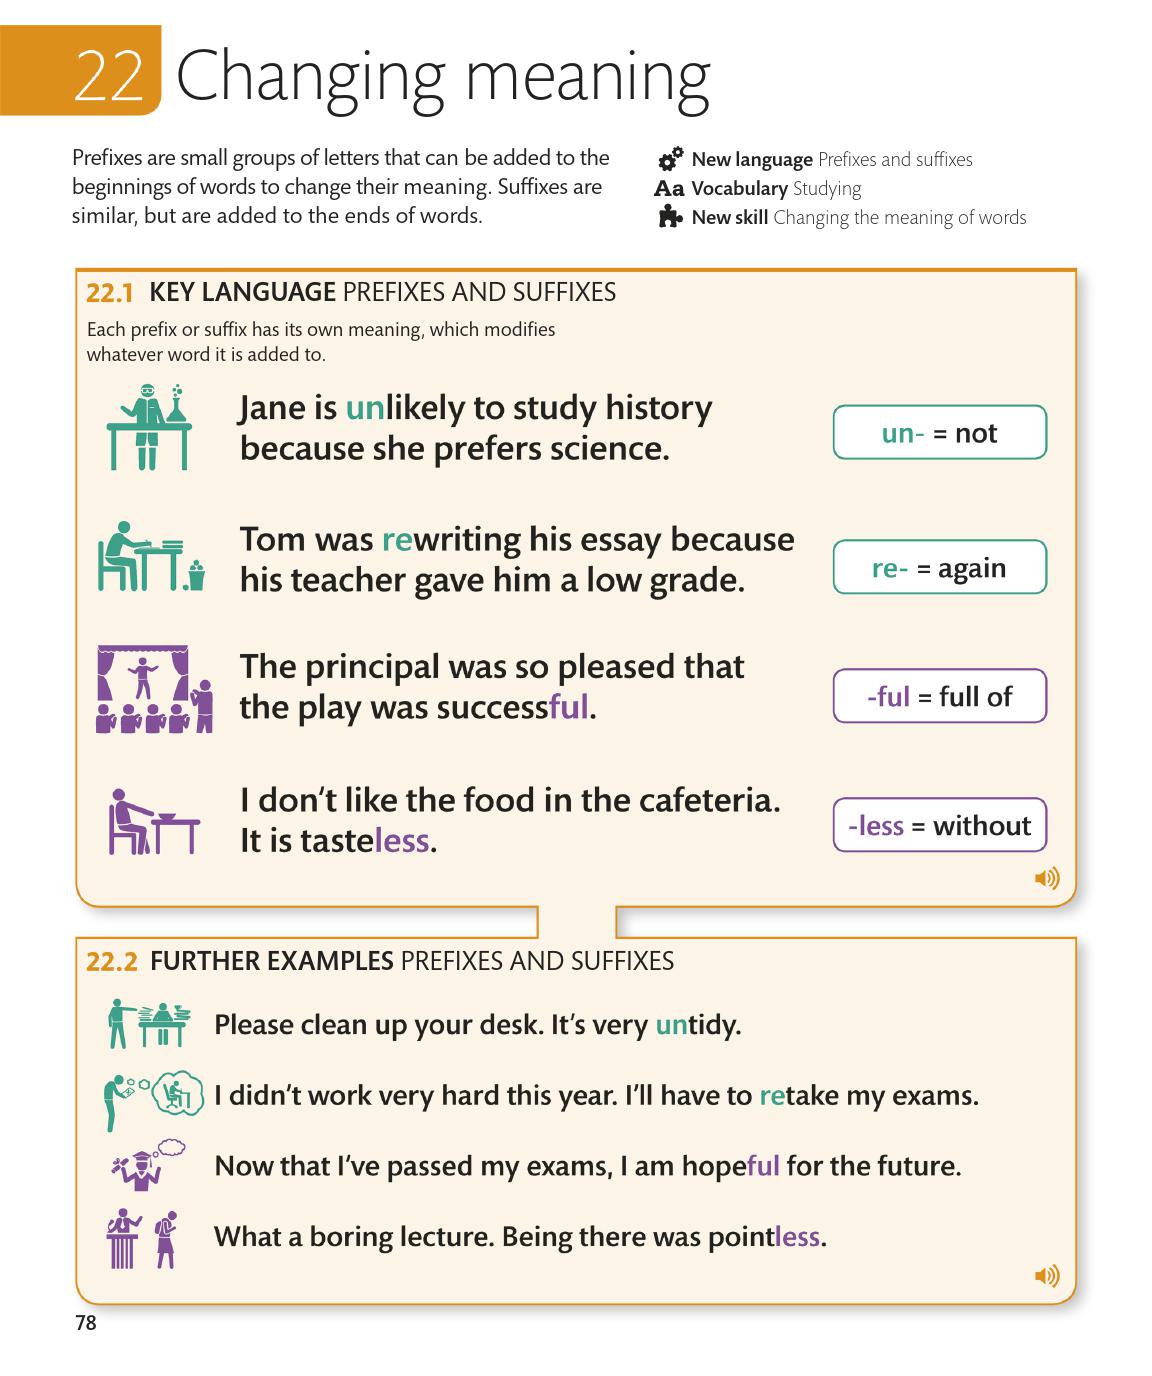 22 Changing meaning
Prefixes are small groups of letters that can be added to the
beginnings of words to change their meaning. Suffixes are
similar, but are added to the ends of words.
New language Prefixes and suffixes
Aa Vocabulary Studying
New skill Changing the meaning of words
22.1 KEY LANGUAGE PREFIXES AND SUFFIXES
Each prefix or suffix has its own meaning, which modifies
whatever word it is added to.
Jane is unlikely to study history
because she prefers science.
un- = not
Tom was rewriting his essay because
his teacher gave him a low grade.
re- = again
The principal was so pleased that
the play was successful.
-ful = full of
I don’t like the food in the cafeteria.
It is tasteless.
-less = without
22.2 FURTHER EXAMPLES PREFIXES AND SUFFIXES
Please clean up your desk. It’s very untidy.
I didn’t work very hard this year. I’ll have to retake my exams.
Now that I’ve passed my exams, I am hopeful for the future.
What a boring lecture. Being there was pointless.
78